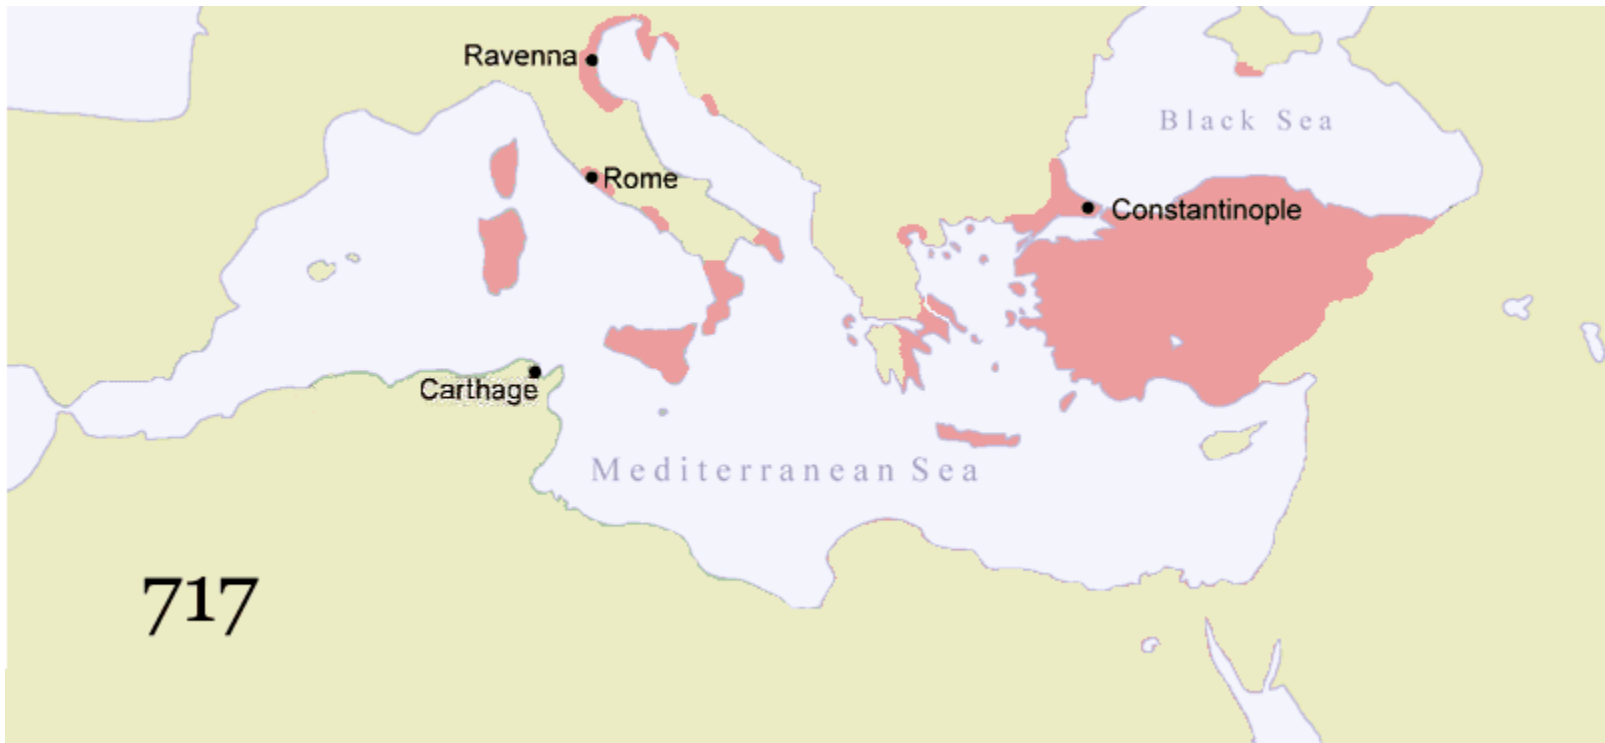 Ravenna
Black Sea
Rome
Constantinople
Carthage
Mediterranean Sea
717